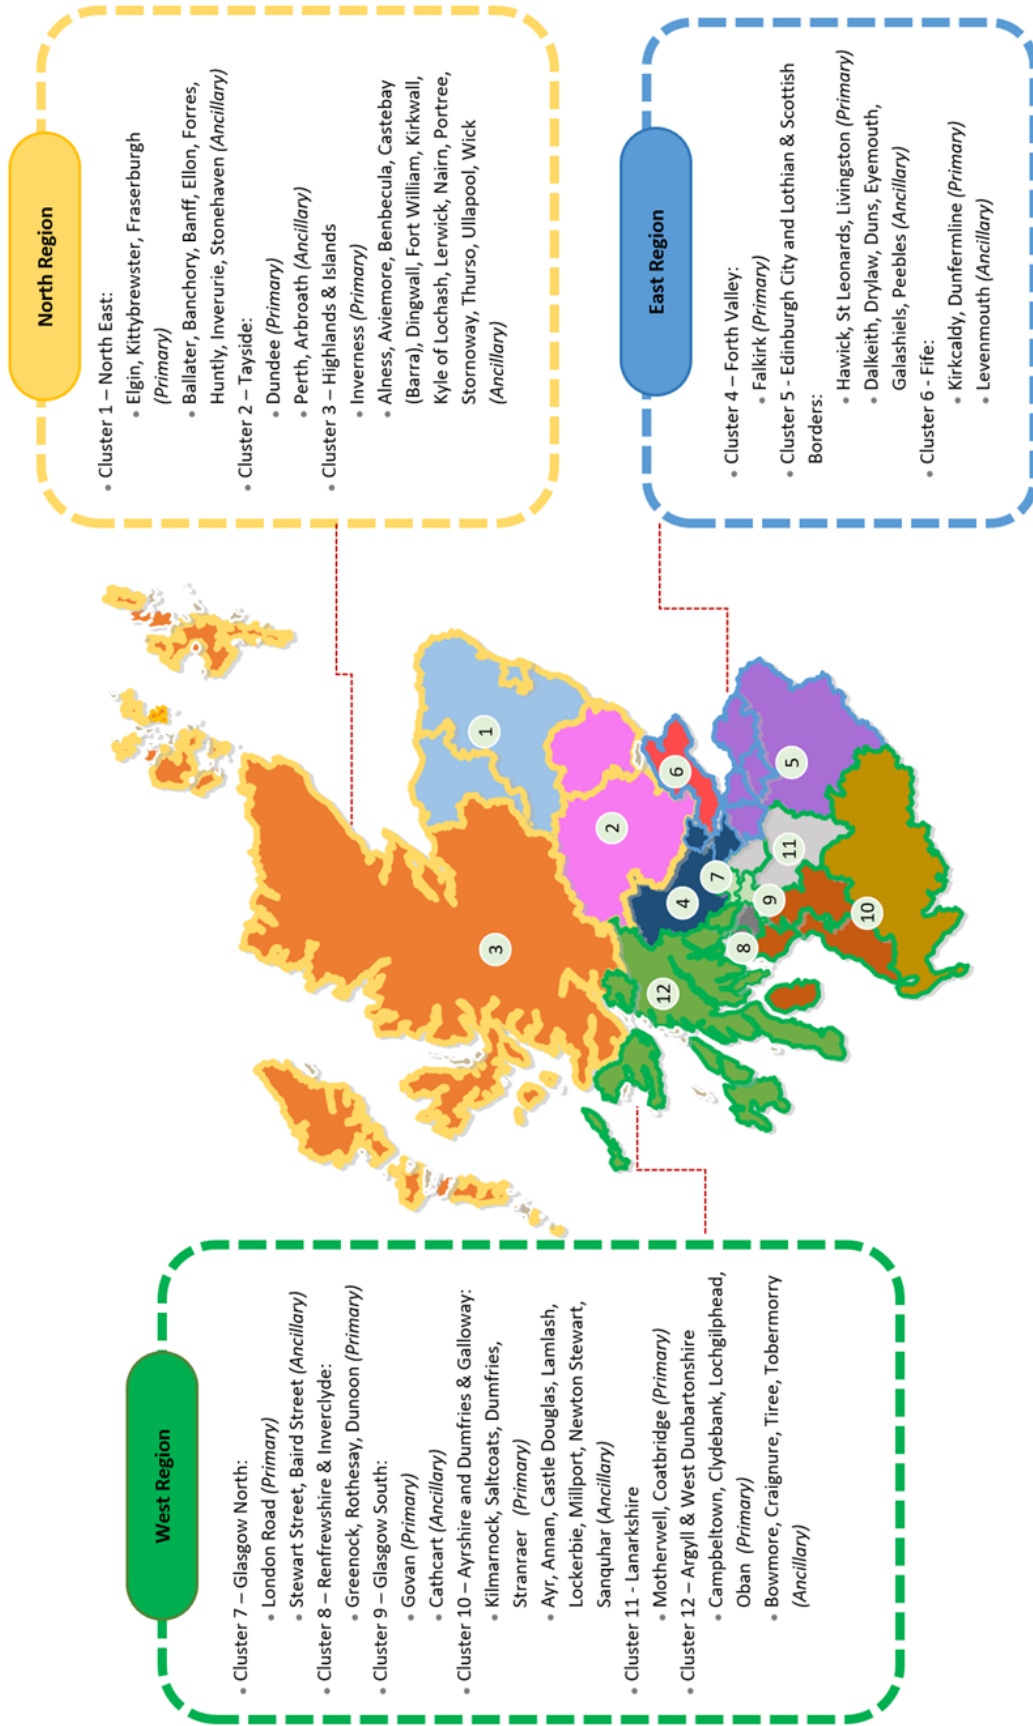 West Region
• Cluster 7 – Glasgow North:
• London Road (Primary)
• Stewart Street, Baird Street (Ancillary)
• Cluster 8 – Renfrewshire & Inverclyde:
• Greenock, Rothesay, Dunoon (Primary)
• Cluster 9 – Glasgow South:
• Govan (Primary)
• Cathcart (Ancillary)
• Cluster 10 – Ayrshire and Dumfries & Galloway:
• Kilmarnock, Saltcoats, Dumfries,
Stranraer (Primary)
• Ayr, Annan, Castle Douglas, Lamlash,
Lockerbie, Millport, Newton Stewart,
Sanquhar (Ancillary)
• Cluster 11 - Lanarkshire
• Motherwell, Coatbridge (Primary)
• Cluster 12 – Argyll & West Dunbartonshire
• Campbeltown, Clydebank, Lochgilphead,
Oban (Primary)
• Bowmore, Craignure, Tiree, Tobermorry
(Ancillary)
3
1
2
12
4
6
7
8
9
11
5
10
North Region
• Cluster 1 – North East:
• Elgin, Kittybrewster, Fraserburgh
(Primary)
• Ballater, Banchory, Banff, Ellon, Forres,
Huntly, Inverurie, Stonehaven (Ancillary)
• Cluster 2 – Tayside:
• Dundee (Primary)
• Perth, Arbroath (Ancillary)
• Cluster 3 – Highlands & Islands
• Inverness (Primary)
• Alness, Aviemore, Benbecula, Castebay
(Barra), Dingwall, Fort William, Kirkwall,
Kyle of Lochash, Lerwick, Nairn, Portree,
Stornoway, Thurso, Ullapool, Wick
(Ancillary)
East Region
• Cluster 4 – Forth Valley:
• Falkirk (Primary)
• Cluster 5 - Edinburgh City and Lothian & Scottish
Borders:
• Hawick, St Leonards, Livingston (Primary)
• Dalkeith, Drylaw, Duns, Eyemouth,
Galashiels, Peebles (Ancillary)
• Cluster 6 - Fife:
• Kirkcaldy, Dunfermline (Primary)
• Levenmouth (Ancillary)